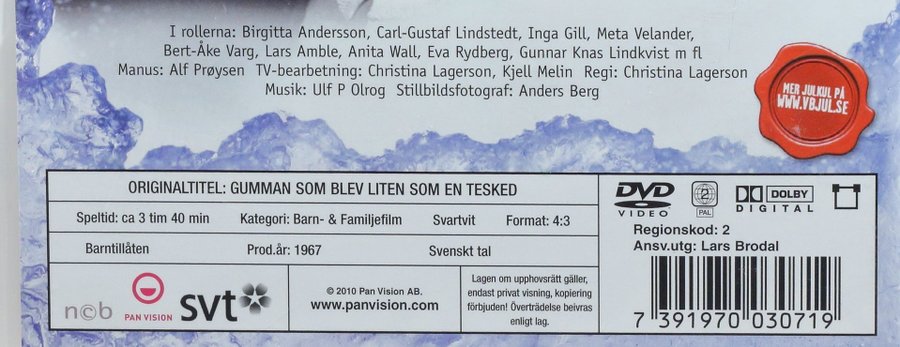 I rollerna: Birgitta Andersson, Carl-Gustaf Lindstedt, Inga Gill, Meta Velander,
Bert-Åke Varg, Lars Amble, Anita Wall, Eva Rydberg, Gunnar Knas Lindkvist m fl
Manus: Alf Prøysen TV-bearbetning: Christina Lagerson, Kjell Melin Regi: Christina Lagerson
Musik: Ulf P Olrog Stillbildsfotograf: Anders Berg
MER JULKUL PÅ
WWW.VBJUL.SE
ORIGINALTITEL: GUMMAN SOM BLEV LITEN SOM EN TESKED
Speltid: ca 3 tim 40 min Kategori: Barn- & Familjefilm Svartvit Format: 4:3
Barntillåten Prod.år: 1967 Svenskt tal
ncb
PAN VISION
svt
© 2010 Pan Vision AB.
www.panvision.com
Lagen om upphovsrätt gäller,
endast privat visning, kopiering
förbjuden! Överträdelse beivras
enligt lag.
DVD
VIDEO
2
PAL
DOLBY
DIGITAL
Regionskod: 2
Ansv.utg: Lars Brodal
7 391970 030719